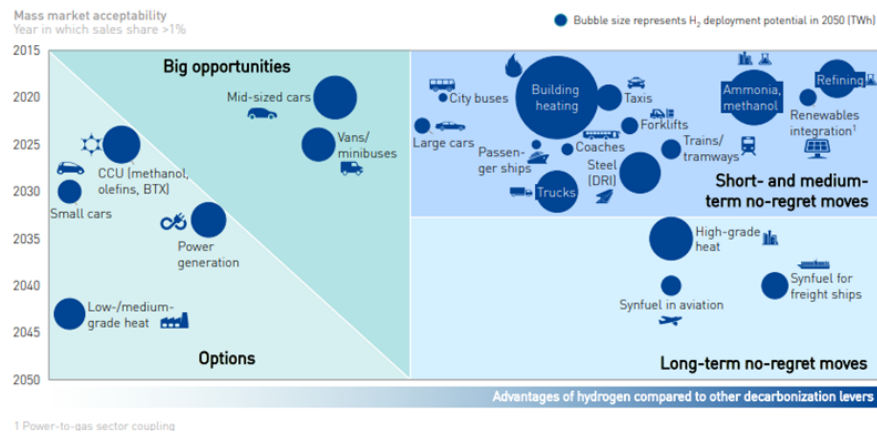 Mass market acceptability
Year in which sales share >1%
Bubble size represents H₂ deployment potential in 2050 (TWh)
2015
2020
2025
2030
2035
2040
2045
2050
Big opportunities
Mid-sized cars
Vans/
minibuses
CCU (methanol,
olefins, BTX)
Small cars
Power
generation
Low-/medium-
grade heat
Options
City buses
Large cars
Building
heating
Taxis
Forklifts
Coaches
Passen-
ger ships
Trucks
Steel
(DRI)
Trains/
tramways
Ammonia,
methanol
Refining
Renewables
integration¹
Short- and medium-
term no-regret moves
High-grade
heat
Synfuel in aviation
Synfuel for
freight ships
Long-term no-regret moves
Advantages of hydrogen compared to other decarbonization levers
1 Power-to-gas sector coupling